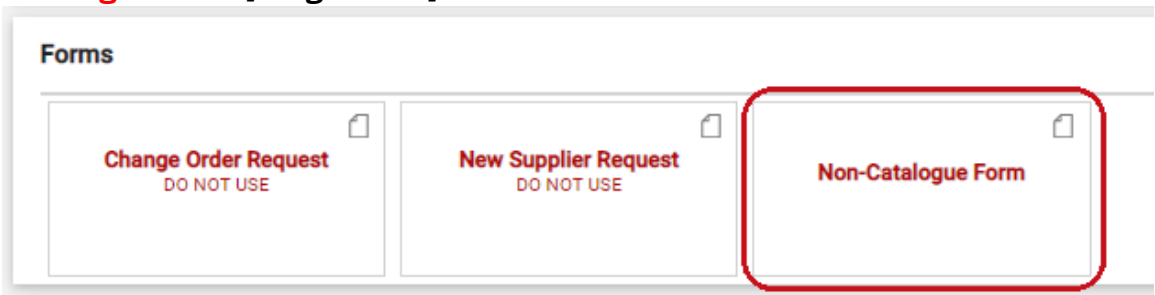 Forms
Change Order Request
DO NOT USE
New Supplier Request
DO NOT USE
Non-Catalogue Form